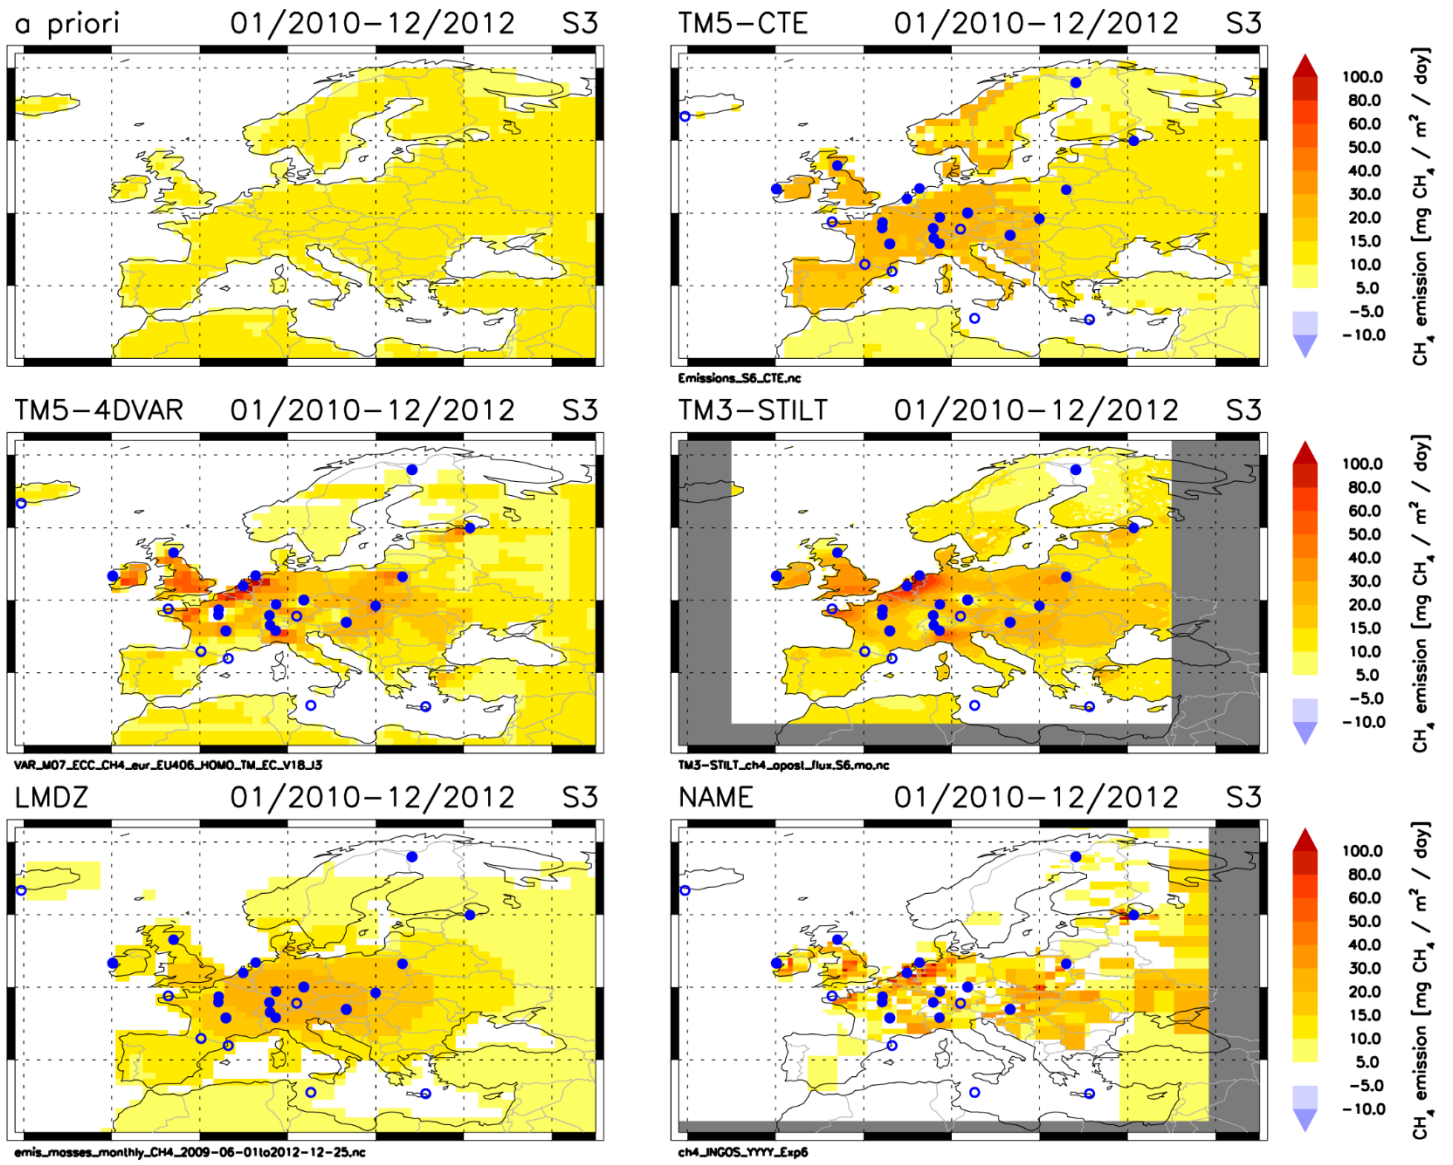 a priori 01/2010-12/2012 S3
TM5-CTE 01/2010-12/2012 S3
100.0
80.0
60.0
50.0
40.0
30.0
20.0
15.0
10.0
5.0
-5.0
-10.0
CH4 emission [mg CH4 / m2 / day]
Emissions_S6_CTE.nc
TM5-4DVAR 01/2010-12/2012 S3
TM3-STILT 01/2010-12/2012 S3
100.0
80.0
60.0
50.0
40.0
30.0
20.0
15.0
10.0
5.0
-5.0
-10.0
CH4 emission [mg CH4 / m2 / day]
VAR_M07_ECC_CH4_eur_EU406_HOMO_TM_EC_V18_I3
TM3-STILT_ch4_apost_flux.S6.mo.nc
LMDZ 01/2010-12/2012 S3
NAME 01/2010-12/2012 S3
100.0
80.0
60.0
50.0
40.0
30.0
20.0
15.0
10.0
5.0
-5.0
-10.0
CH4 emission [mg CH4 / m2 / day]
emis_masses_monthly_CH4_2009-06-01to2012-12-25.nc
ch4_INGOS_YYYY_Exp6